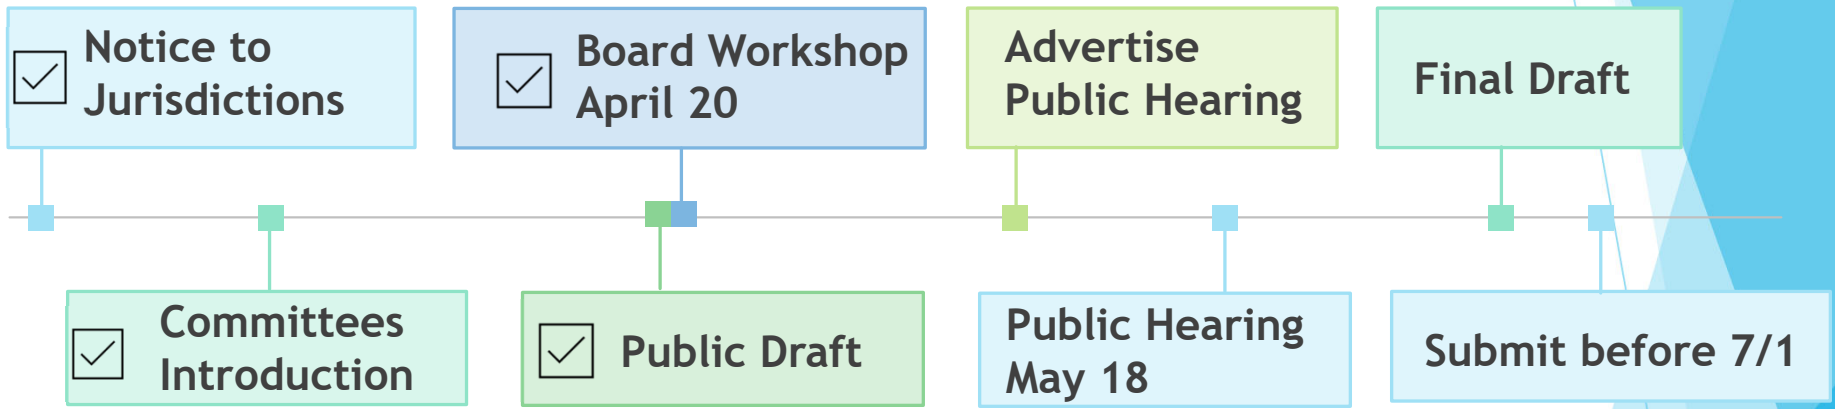 Notice to
Jurisdictions
Board Workshop
April 20
Advertise
Public Hearing
Final Draft
Committees
Introduction
Public Draft
Public Hearing
May 18
Submit before 7/1